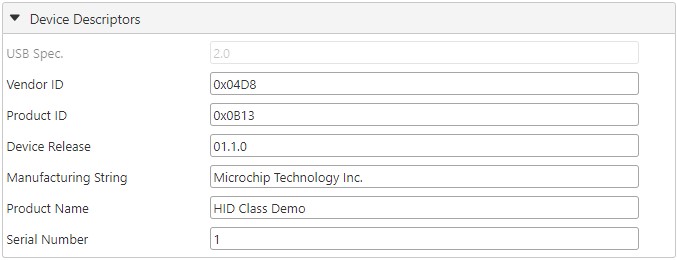 Device Descriptors
USB Spec. 2.0
Vendor ID 0x04D8
Product ID 0x0B13
Device Release 01.1.0
Manufacturing String Microchip Technology Inc.
Product Name HID Class Demo
Serial Number 1